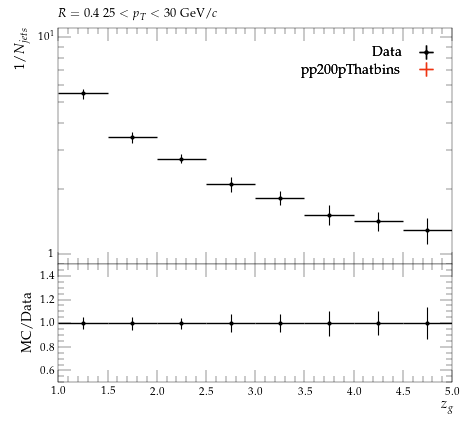 R = 0.4 25 < p_T < 30 GeV/c
1/N_jets
10^1
Data
pp200pThatbins
1
MC/Data
1.4
1.2
1.0
0.8
0.6
1.0 1.5 2.0 2.5 3.0 3.5 4.0 4.5 5.0
z_g